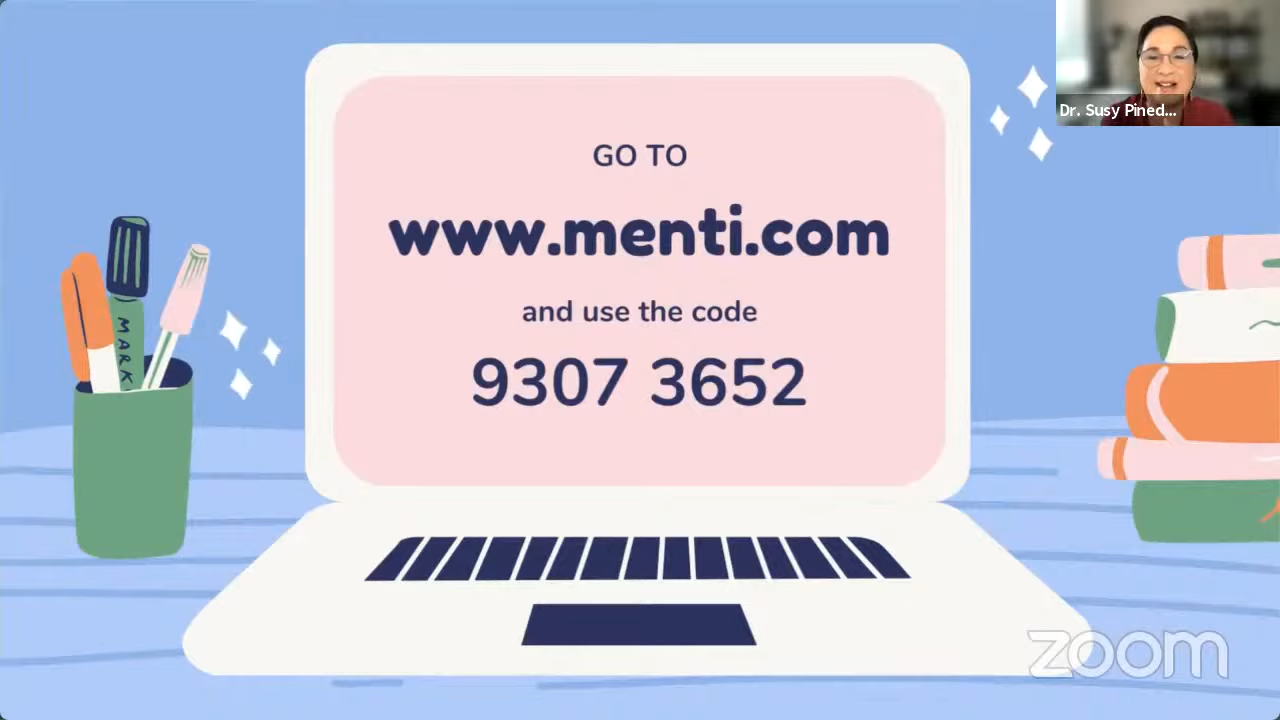 GO TO
www.menti.com
and use the code
9307 3652
Dr. Susy Pined...
MARK
zoom